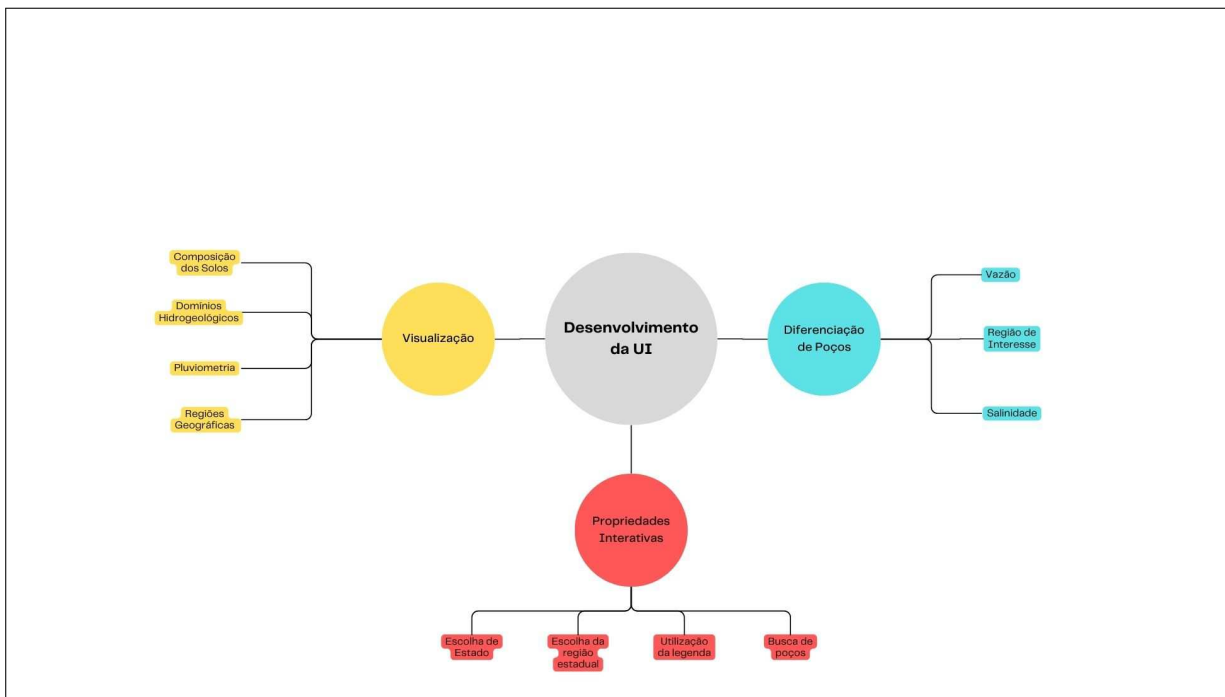 Composição
dos Solos
Domínios
Hidrogeológicos
Pluviometria
Regiões
Geográficas
Visualização
Desenvolvimento
da UI
Diferenciação
de Poços
Vazão
Região de
Interesse
Salinidade
Propriedades
Interativas
Escolha de
Estado
Escolha da
região
estadual
Utilização
da legenda
Busca de
poços